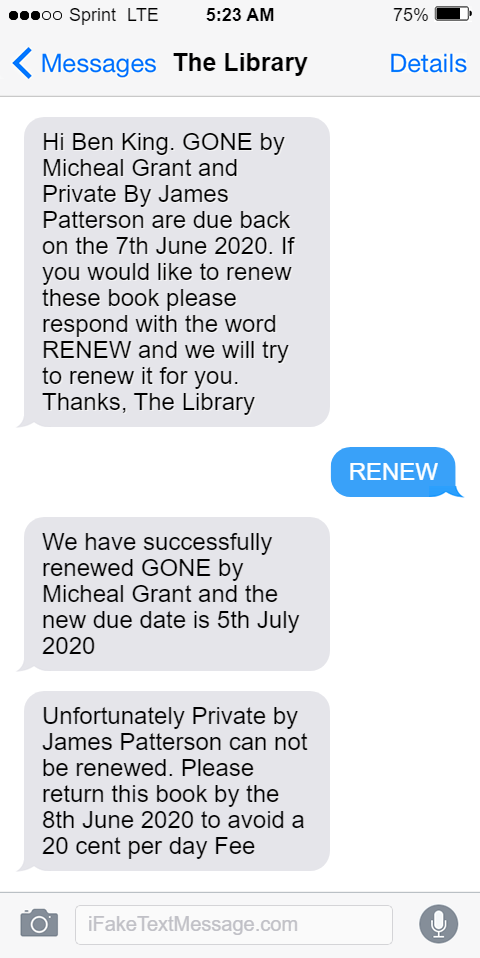 Sprint LTE 5:23 AM 75%
Messages The Library Details
Hi Ben King. GONE by
Micheal Grant and
Private By James
Patterson are due back
on the 7th June 2020. If
you would like to renew
these book please
respond with the word
RENEW and we will try
to renew it for you.
Thanks, The Library
RENEW
We have successfully
renewed GONE by
Micheal Grant and the
new due date is 5th July
2020
Unfortunately Private by
James Patterson can not
be renewed. Please
return this book by the
8th June 2020 to avoid a
20 cent per day Fee
iFakeTextMessage.com